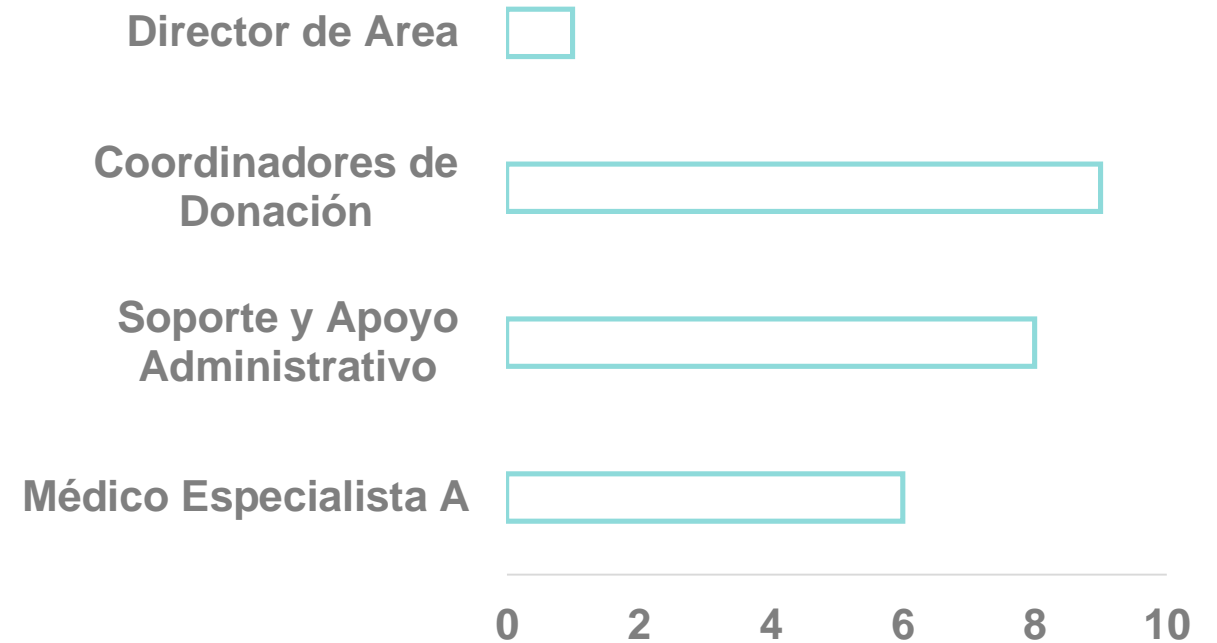 Director de Area
Coordinadores de
Donación
Soporte y Apoyo
Administrativo
Médico Especialista A
0 2 4 6 8 10